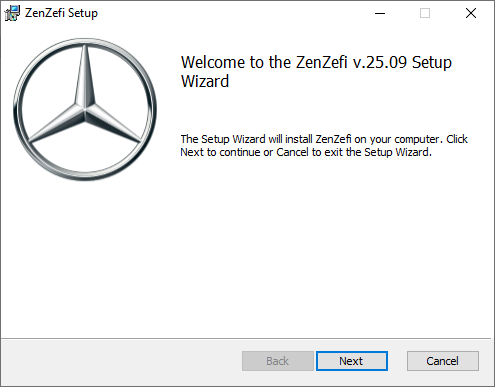 ZenZefi Setup
Welcome to the ZenZefi v.25.09 Setup
Wizard
The Setup Wizard will install ZenZefi on your computer. Click
Next to continue or Cancel to exit the Setup Wizard.
Back
Next
Cancel